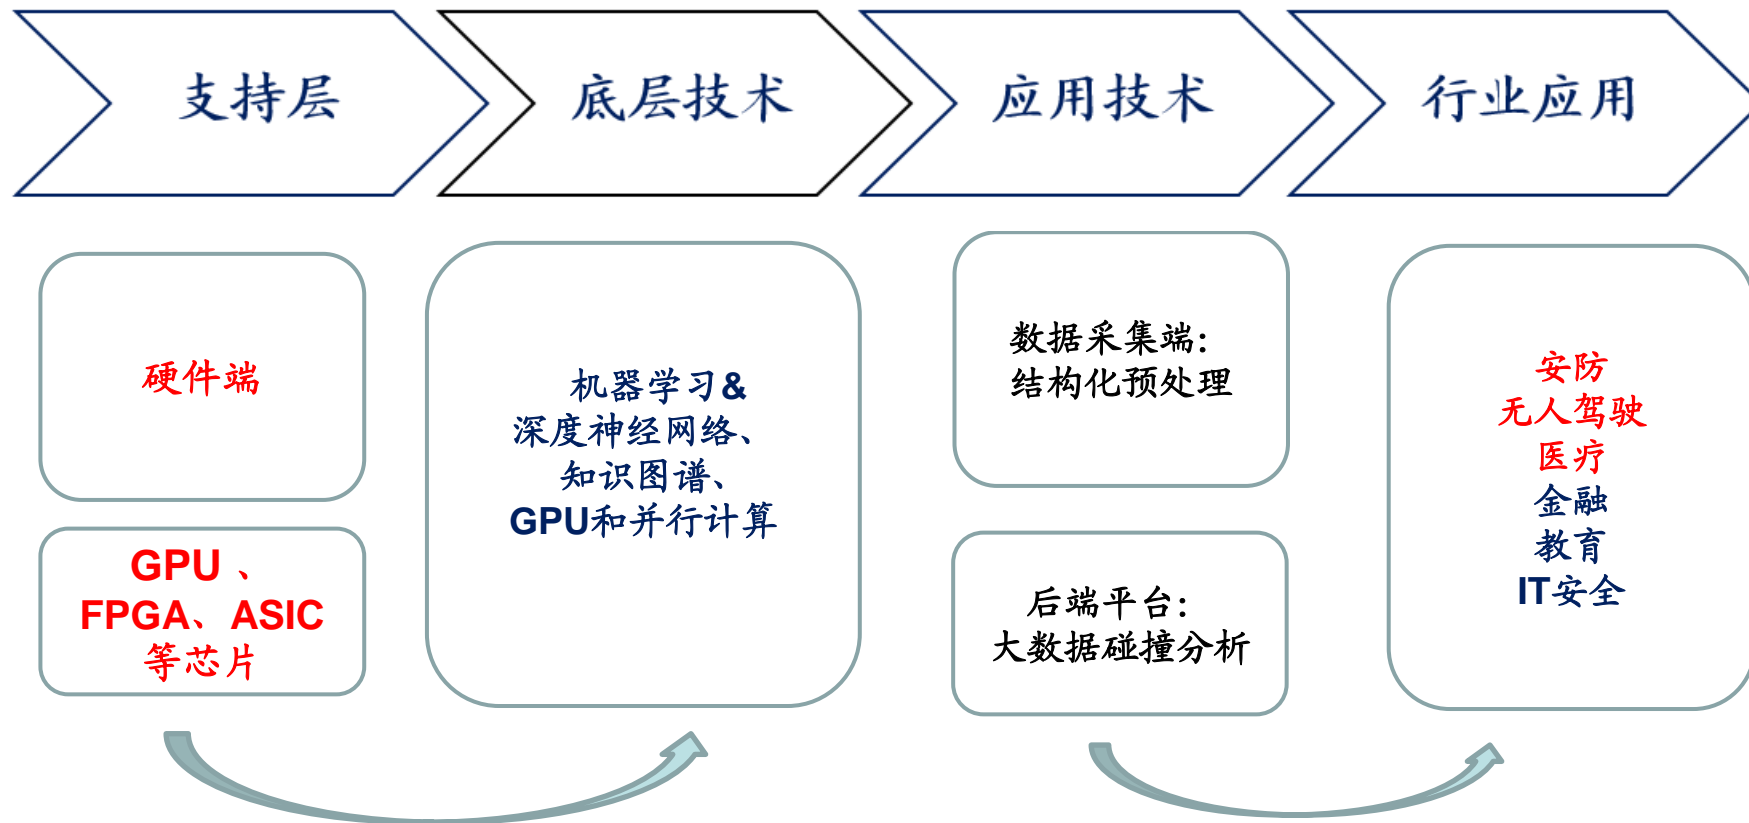 支持层
底层技术
应用技术
行业应用
硬件端
GPU 、
FPGA、ASIC
等芯片
机器学习&
深度神经网络、
知识图谱、
GPU和并行计算
数据采集端：
结构化预处理
后端平台：
大数据碰撞分析
安防
无人驾驶
医疗
金融
教育
IT安全